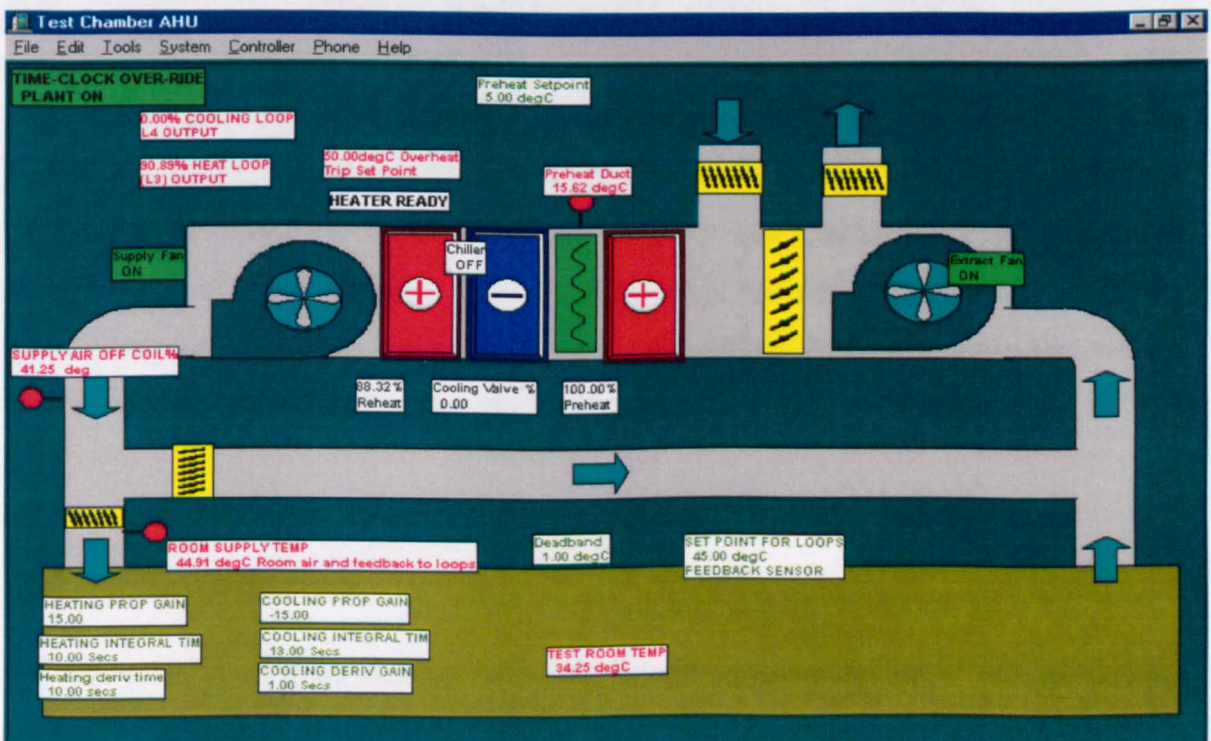 Test Chamber AHU
File Edit Tools System Controller Phone Help
TIME-CLOCK OVER-RIDE
PLANT ON
Preheat Setpoint
5.00 degC
0.00% COOLING LOOP
L4 OUTPUT
90.89% HEAT LOOP
(L3) OUTPUT
50.00degC Overheat
Trip Set Point
Preheat Duct
15.62 degC
HEATER READY
Supply Fan
ON
Chiller
OFF
Extract Fan
ON
SUPPLY AIR OFF COIL%
41.25 deg
88.32%
Reheat
Cooling Valve %
0.00
100.00%
Preheat
ROOM SUPPLY TEMP
44.91 degC Room air and feedback to loops
Deadband
1.00 degC
SET POINT FOR LOOPS
45.00 degC
FEEDBACK SENSOR
HEATING PROP GAIN
15.00
COOLING PROP GAIN
-15.00
HEATING INTEGRAL TIM
10.00 Secs
COOLING INTEGRAL TIM
13.00 Secs
Heating deriv time
10.00 secs
COOLING DERIV GAIN
1.00 Secs
TEST ROOM TEMP
34.25 degC